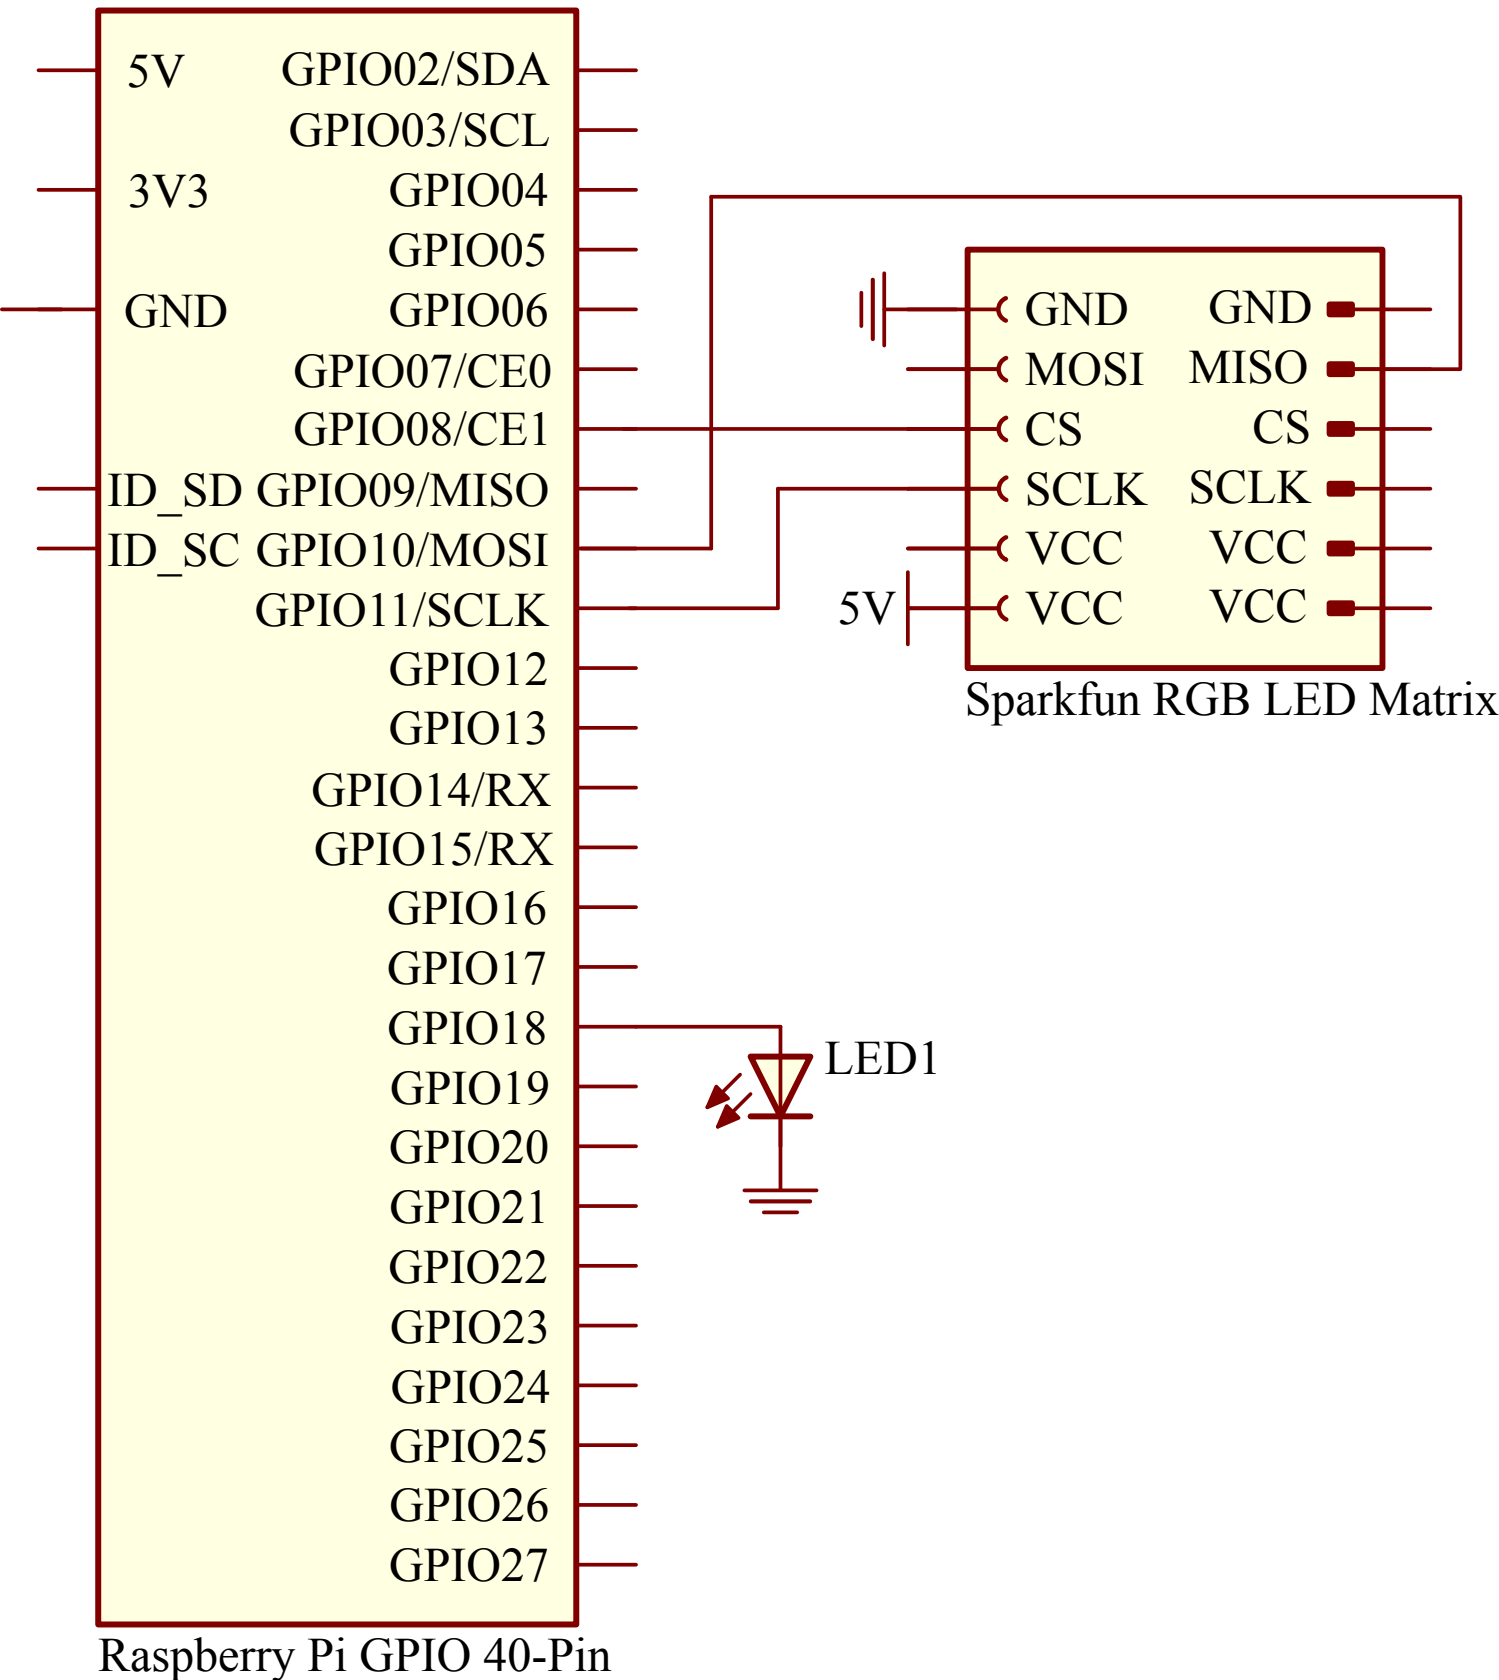 5V GPIO02/SDA
GPIO03/SCL
3V3 GPIO04
GPIO05
GND GPIO06
GPIO07/CE0
GPIO08/CE1
ID_SD GPIO09/MISO
ID_SC GPIO10/MOSI
GPIO11/SCLK
GPIO12
GPIO13
GPIO14/RX
GPIO15/RX
GPIO16
GPIO17
GPIO18
GPIO19
GPIO20
GPIO21
GPIO22
GPIO23
GPIO24
GPIO25
GPIO26
GPIO27
Raspberry Pi GPIO 40-Pin
GND GND
MOSI MISO
CS CS
SCLK SCLK
VCC VCC
5V VCC VCC
Sparkfun RGB LED Matrix
LED1